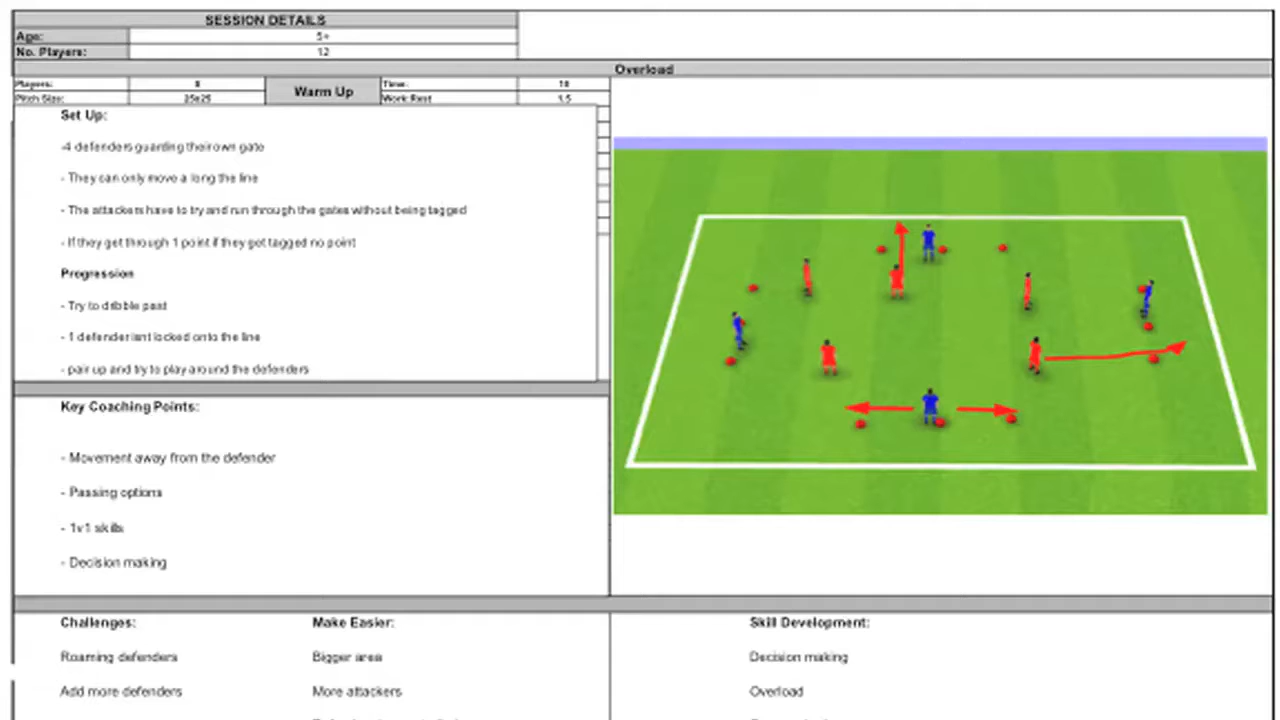 SESSION DETAILS
Age: 5+
No. Players: 12
Overload
Players: 8 Warm Up Time: 10
Pitch Size: 25x25 Work Rest 1.5
Set Up:
-4 defenders guarding their own gate
- They can only move a long the line
- The attackers have to try and run through the gates without being tagged
- If they get through 1 point if they got tagged no point
Progression
- Try to dribble past
- 1 defender isnt locked onto the line
- pair up and try to play around the defenders
Key Coaching Points:
- Movement away from the defender
- Passing options
- 1v1 skills
- Decision making
Challenges: Make Easier: Skill Development:
Roaming defenders Bigger area Decision making
Add more defenders More attackers Overload